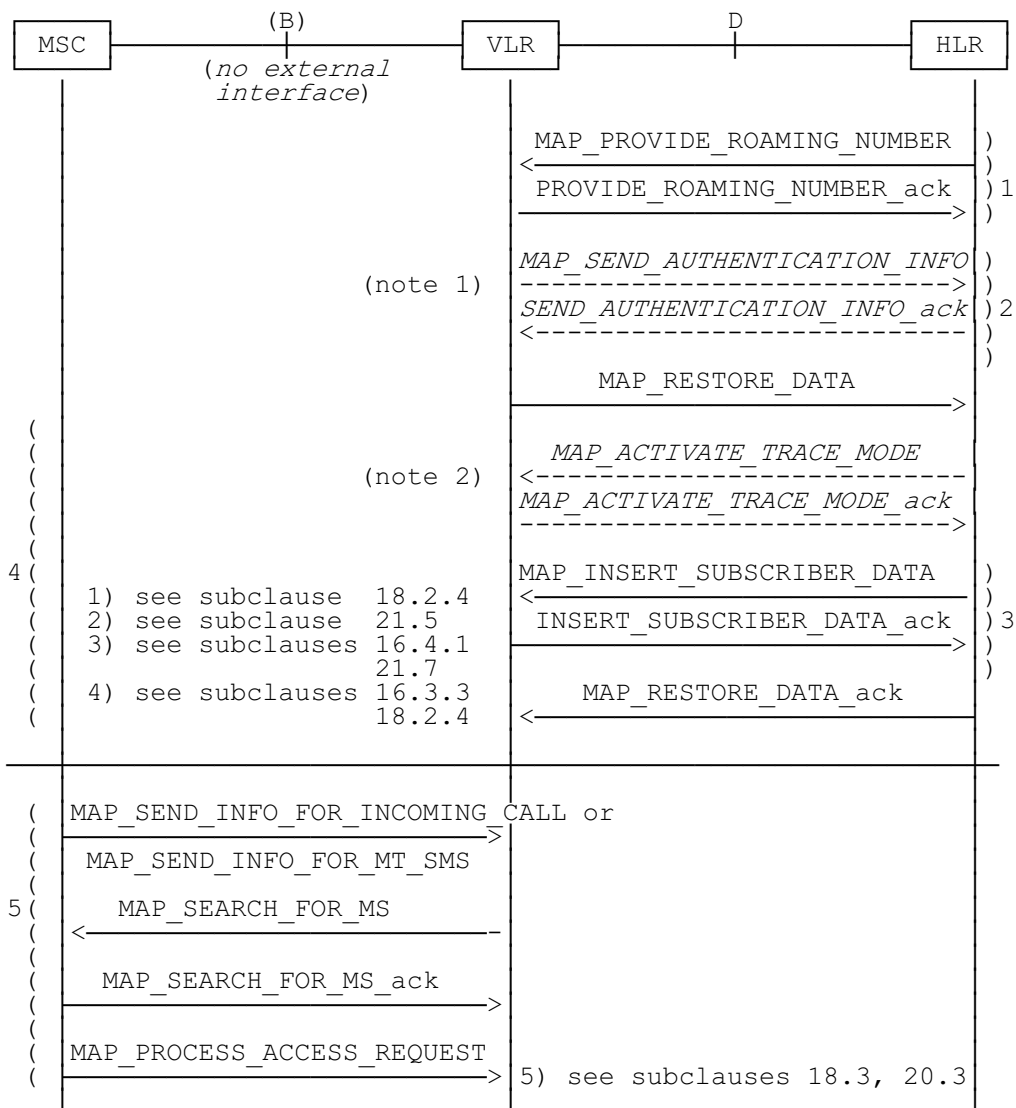 (B) D
MSC VLR HLR
(no external
interface)
MAP_PROVIDE_ROAMING_NUMBER )
)
PROVIDE_ROAMING_NUMBER_ack )1
)
MAP_SEND_AUTHENTICATION_INFO )
(note 1) )
SEND_AUTHENTICATION_INFO_ack )2
)
)
MAP_RESTORE_DATA
(
( MAP_ACTIVATE_TRACE_MODE
( (note 2)
( MAP_ACTIVATE_TRACE_MODE_ack
(
(
4( MAP_INSERT_SUBSCRIBER_DATA )
( 1) see subclause 18.2.4 )
( 2) see subclause 21.5 INSERT_SUBSCRIBER_DATA_ack )3
( 3) see subclauses 16.4.1 )
( 21.7 )
( 4) see subclauses 16.3.3 MAP_RESTORE_DATA_ack
( 18.2.4
( MAP_SEND_INFO_FOR_INCOMING_CALL or
(
( MAP_SEND_INFO_FOR_MT_SMS
(
5( MAP_SEARCH_FOR_MS
(
(
( MAP_SEARCH_FOR_MS_ack
(
(
( MAP_PROCESS_ACCESS_REQUEST
( 5) see subclauses 18.3, 20.3